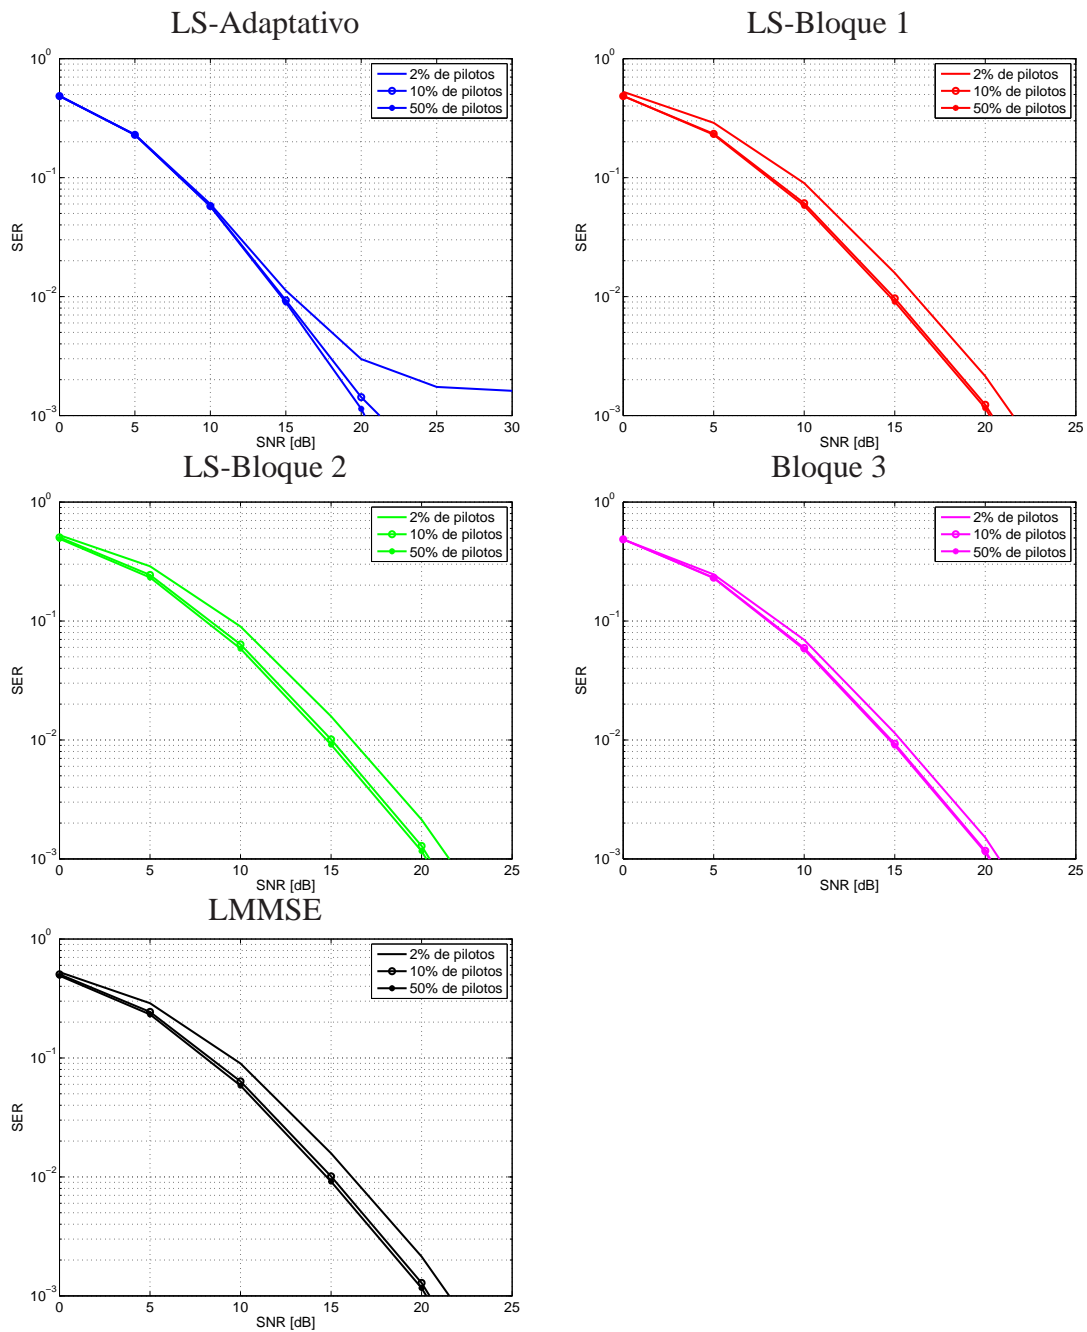 LS-Adaptativo
10^0
10^-1
10^-2
10^-3
SER
0 5 10 15 20 25 30
SNR [dB]
2% de pilotos
10% de pilotos
50% de pilotos
LS-Bloque 1
10^0
10^-1
10^-2
10^-3
SER
0 5 10 15 20 25
SNR [dB]
2% de pilotos
10% de pilotos
50% de pilotos
LS-Bloque 2
10^0
10^-1
10^-2
10^-3
SER
0 5 10 15 20 25
SNR [dB]
2% de pilotos
10% de pilotos
50% de pilotos
Bloque 3
10^0
10^-1
10^-2
10^-3
SER
0 5 10 15 20 25
SNR [dB]
2% de pilotos
10% de pilotos
50% de pilotos
LMMSE
10^0
10^-1
10^-2
10^-3
SER
0 5 10 15 20 25
SNR [dB]
2% de pilotos
10% de pilotos
50% de pilotos